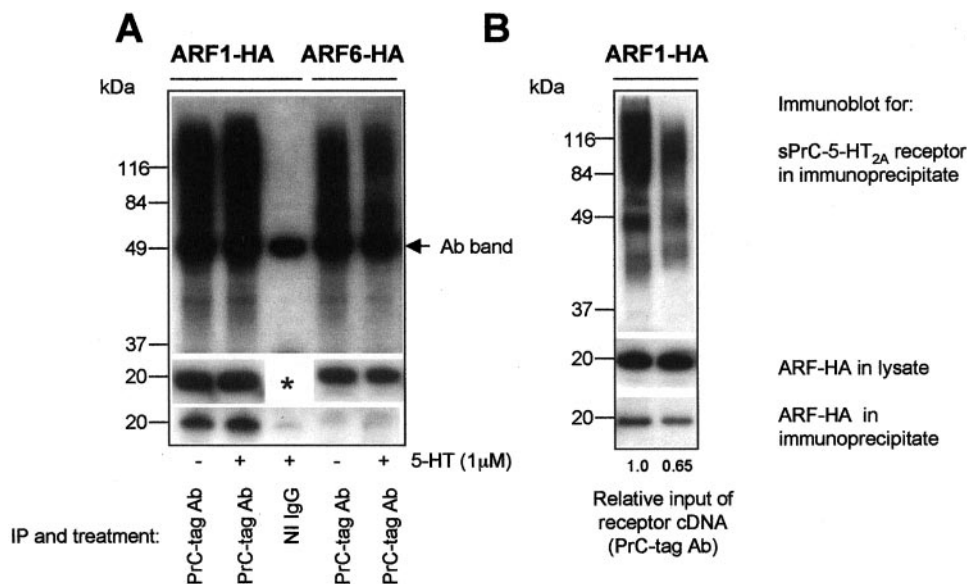 A
ARF1-HA ARF6-HA
kDa
116
84
49
37
20
20
Ab band
*
- + + - + 5-HT (1µM)
IP and treatment: PrC-tag Ab PrC-tag Ab NI IgG PrC-tag Ab PrC-tag Ab
B
ARF1-HA
kDa
116
84
49
37
20
20
1.0 0.65
Relative input of
receptor cDNA
(PrC-tag Ab)
Immunoblot for:
sPrC-5-HT2A receptor
in immunoprecipitate
ARF-HA in lysate
ARF-HA in
immunoprecipitate